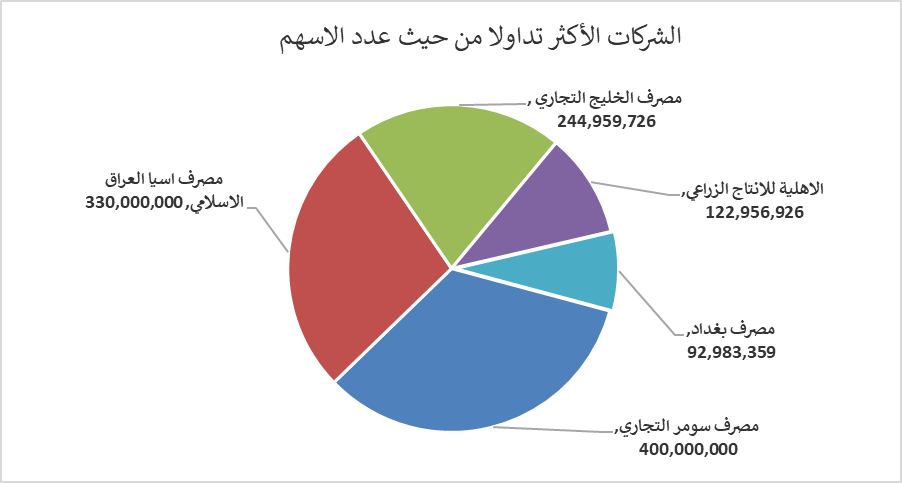 الشركات الأكثر تداولا من حيث عدد الاسهم
مصرف الخليج التجاري ,
244,959,726
مصرف اسيا العراق
الاسلامي, 330,000,000
الاهلية للانتاج الزراعي,
122,956,926
مصرف بغداد,
92,983,359
مصرف سومر التجاري,
400,000,000